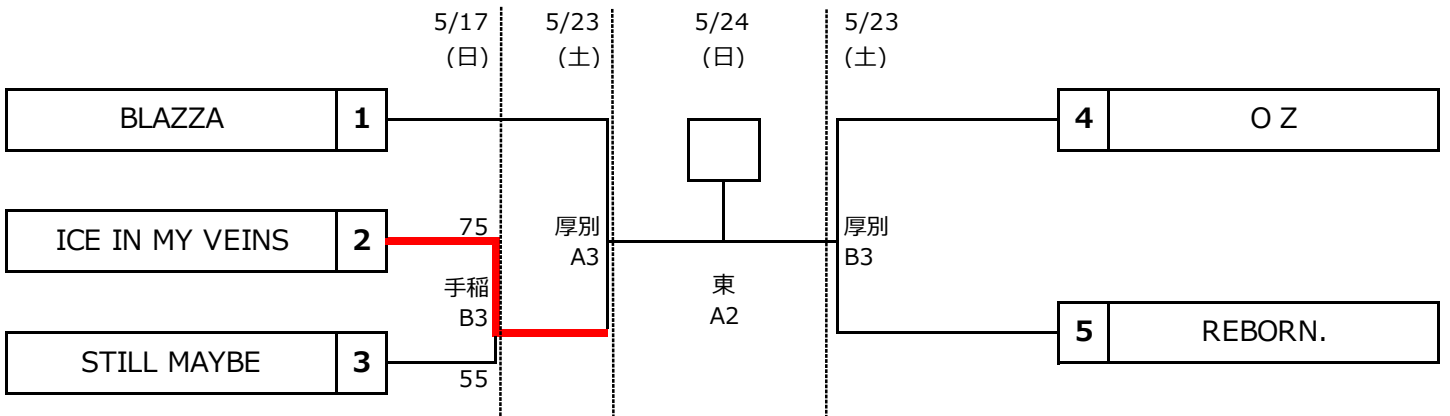 5/17
(日)
5/23
(土)
5/24
(日)
5/23
(土)
BLAZZA 1
ICE IN MY VEINS 2
STILL MAYBE 3
75
手稲
B3
55
厚別
A3
東
A2
厚別
B3
4 O Z
5 REBORN.